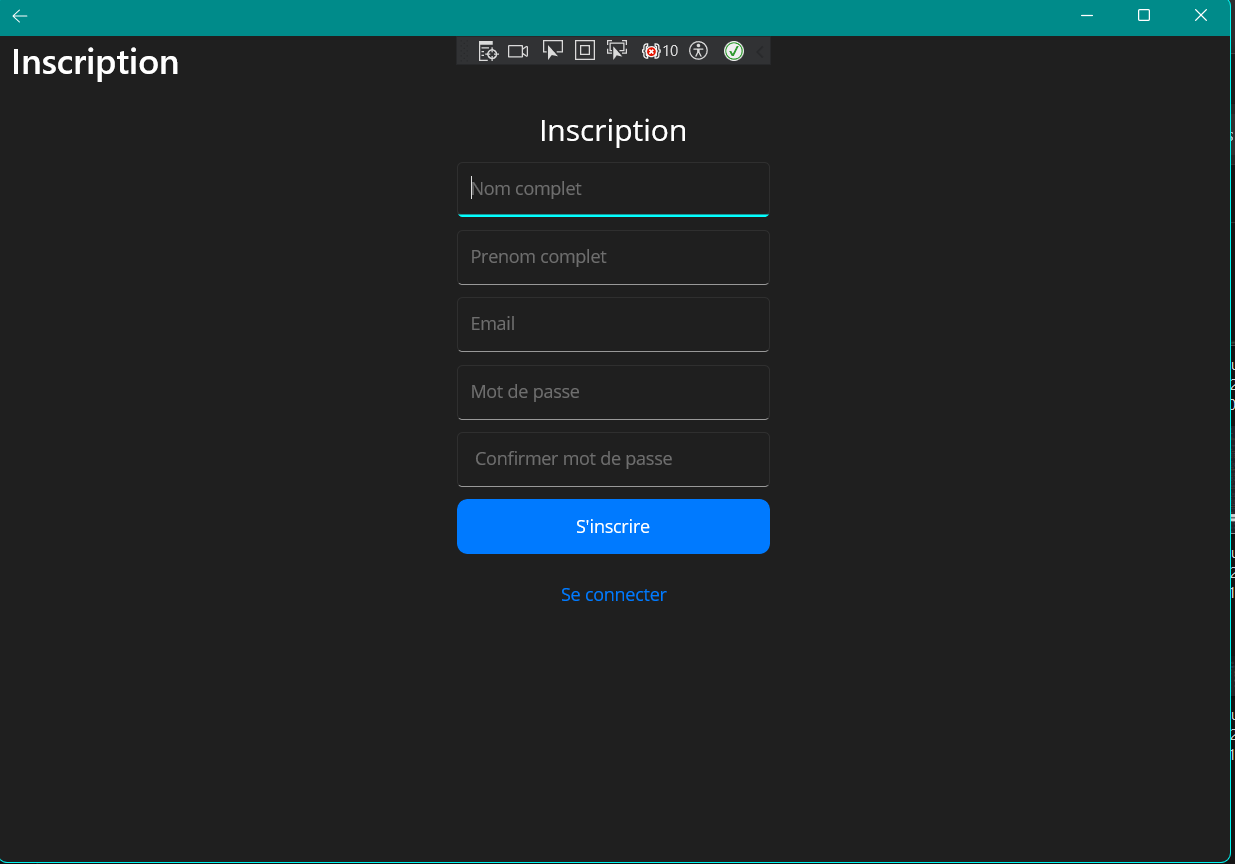 Inscription
10
Inscription
Nom complet
Prenom complet
Email
Mot de passe
Confirmer mot de passe
S'inscrire
Se connecter